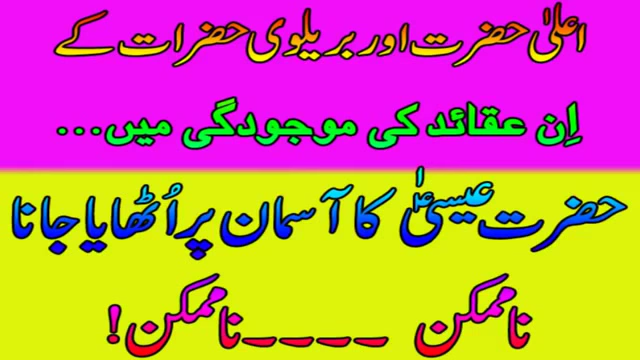 اعلیٰ حضرت اور بریلوی حضرات کے
اِن عقائد کی موجودگی میں...
حضرت عیسیٰؑ کا آسمان پر اُٹھایا جانا
ناممکن ----ناممکن!